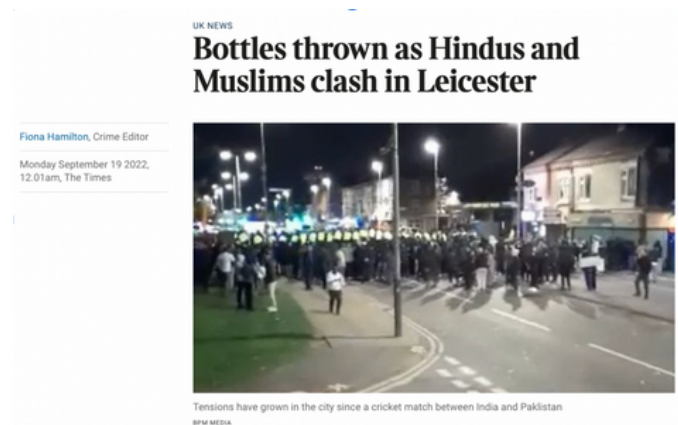 UK NEWS
Bottles thrown as Hindus and
Muslims clash in Leicester
Fiona Hamilton, Crime Editor
Monday September 19 2022,
12.01am, The Times
Tensions have grown in the city since a cricket match between India and Paklistan
BPM MEDIA